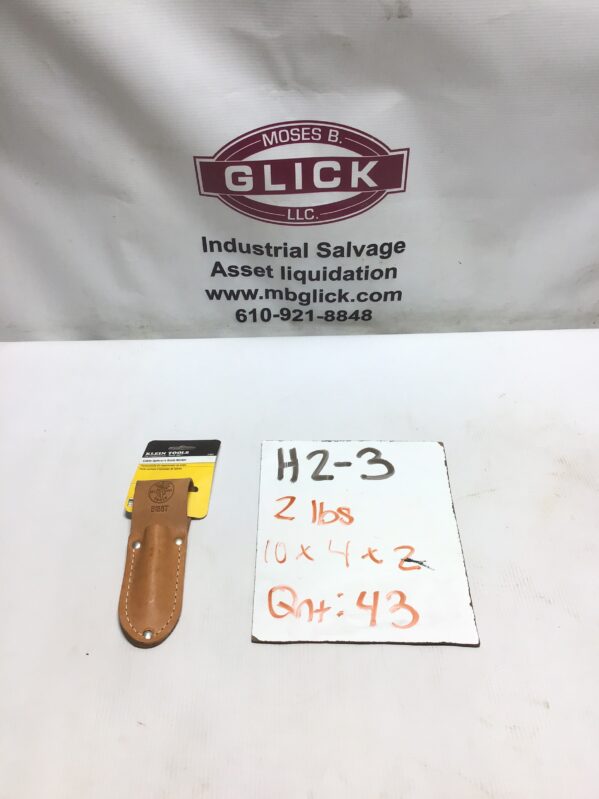 MOSES B.
GLICK
LLC.
Industrial Salvage
Asset liquidation
www.mbglick.com
610-921-8848
KLEIN TOOLS
H2-3
2 lbs
10 x 4 x 2
Qnt: 43